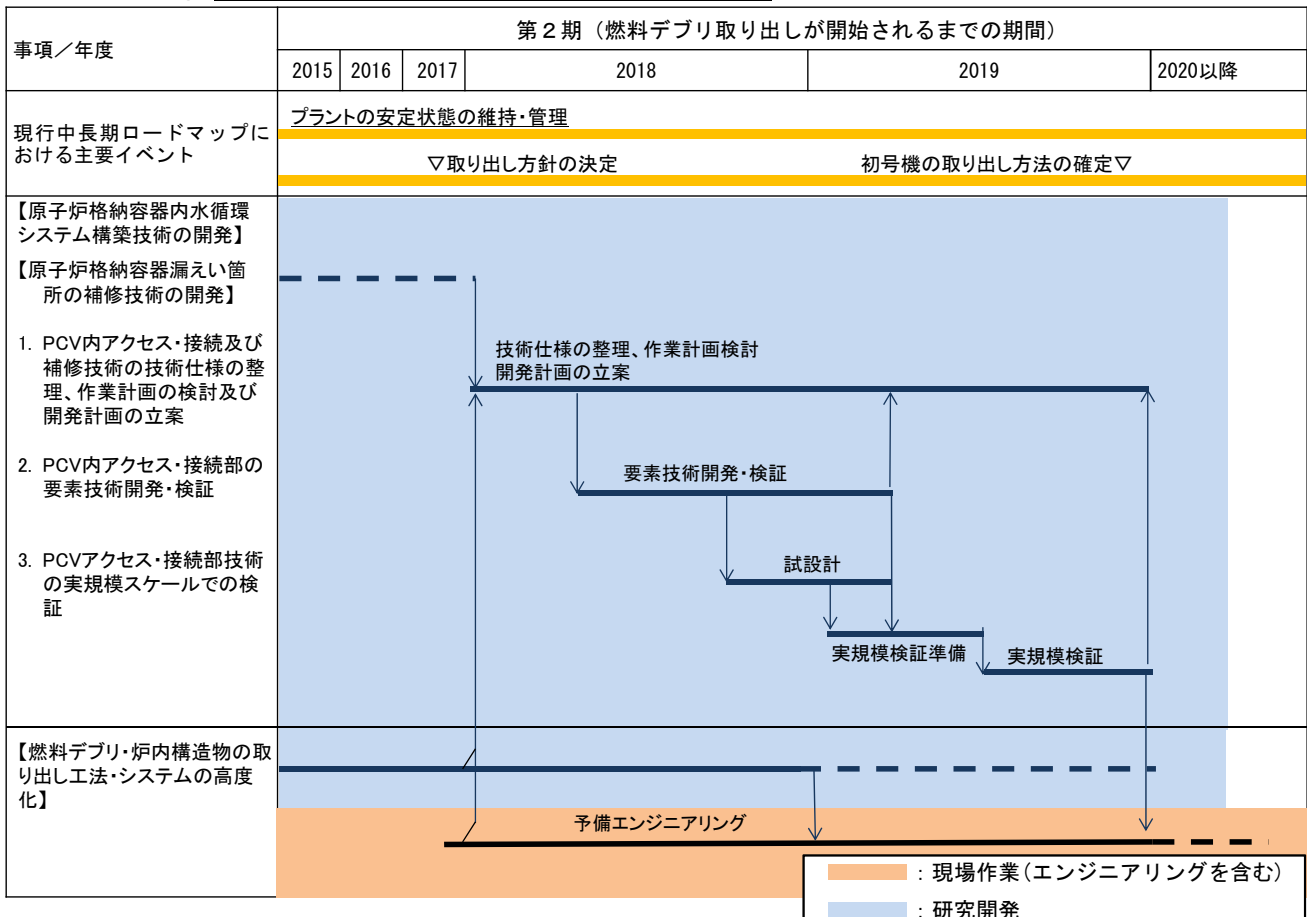 第2期(燃料デブリ取り出しが開始されるまでの期間)
事項/年度
2015 2016 2017 2018 2019 2020以降
現行中長期ロードマップに
おける主要イベント
プラントの安定状態の維持・管理
▽取り出し方針の決定 初号機の取り出し方法の確定▽
【原子炉格納容器内水循環
システム構築技術の開発】
【原子炉格納容器漏えい箇
所の補修技術の開発】
1. PCV内アクセス・接続及び
補修技術の技術仕様の整
理、作業計画の検討及び
開発計画の立案
技術仕様の整理、作業計画検討
開発計画の立案
2. PCV内アクセス・接続部の
要素技術開発・検証
要素技術開発・検証
3. PCVアクセス・接続部技術
の実規模スケールでの検
証
試設計
実規模検証準備
実規模検証
【燃料デブリ・炉内構造物の取
り出し工法・システムの高度
化】
予備エンジニアリング
:現場作業(エンジニアリングを含む)
:研究開発